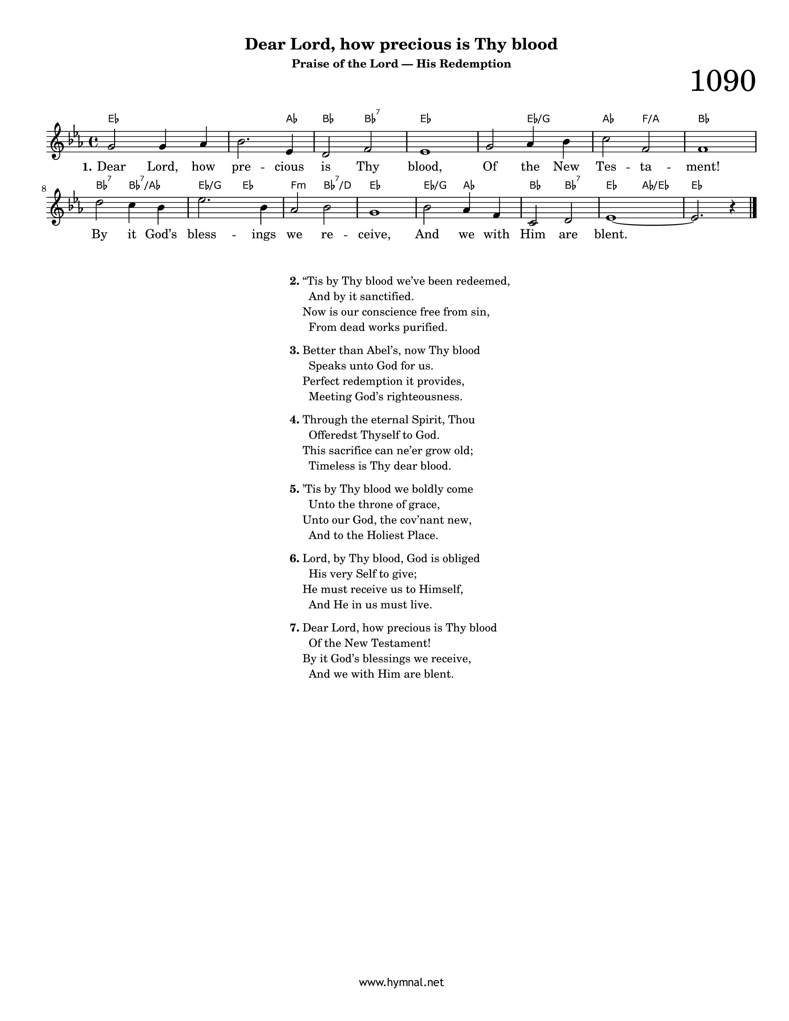 Dear Lord, how precious is Thy blood
Praise of the Lord — His Redemption
1090
E♭ A♭ B♭ B♭7 E♭ E♭/G A♭ F/A B♭
1. Dear Lord, how pre - cious is Thy blood, Of the New Tes - ta - ment!
8
B♭7 B♭7/A♭ E♭/G E♭ Fm B♭7/D E♭ E♭/G A♭ B♭ B♭7 E♭ A♭/E♭ E♭
By it God's bless - ings we re - ceive, And we with Him are blent.
2. “Tis by Thy blood we’ve been redeemed,
And by it sanctified.
Now is our conscience free from sin,
From dead works purified.
3. Better than Abel’s, now Thy blood
Speaks unto God for us.
Perfect redemption it provides,
Meeting God’s righteousness.
4. Through the eternal Spirit, Thou
Offeredst Thyself to God.
This sacrifice can ne’er grow old;
Timeless is Thy dear blood.
5. ’Tis by Thy blood we boldly come
Unto the throne of grace,
Unto our God, the cov’nant new,
And to the Holiest Place.
6. Lord, by Thy blood, God is obliged
His very Self to give;
He must receive us to Himself,
And He in us must live.
7. Dear Lord, how precious is Thy blood
Of the New Testament!
By it God’s blessings we receive,
And we with Him are blent.
www.hymnal.net